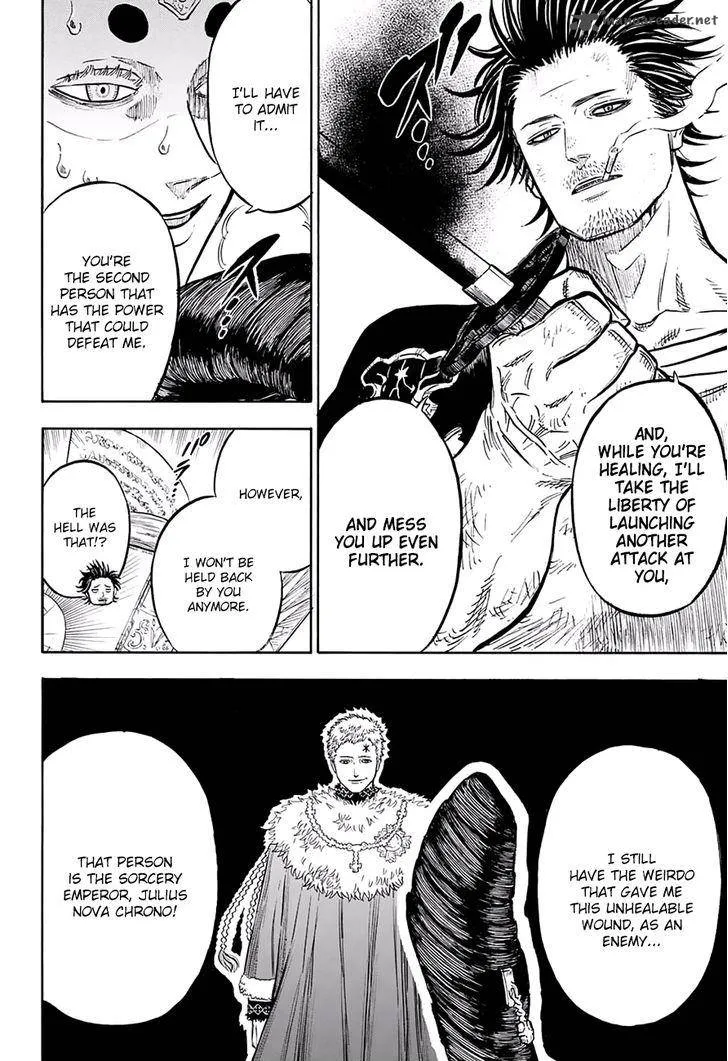 mangareader.net
AND,
WHILE YOU'RE
HEALING, I'LL
TAKE THE
LIBERTY OF
LAUNCHING
ANOTHER
ATTACK AT
YOU,
AND MESS
YOU UP EVEN
FURTHER.
I'LL HAVE
TO ADMIT
IT...
YOU'RE
THE SECOND
PERSON THAT
HAS THE POWER
THAT COULD
DEFEAT ME.
HOWEVER,
I WON'T BE
HELD BACK
BY YOU
ANYMORE.
THE
HELL WAS
THAT!?
I STILL
HAVE THE WEIRDO
THAT GAVE ME
THIS UNHEALABLE
WOUND, AS AN
ENEMY...
THAT PERSON
IS THE SORCERY
EMPEROR, JULIUS
NOVA CHRONO!